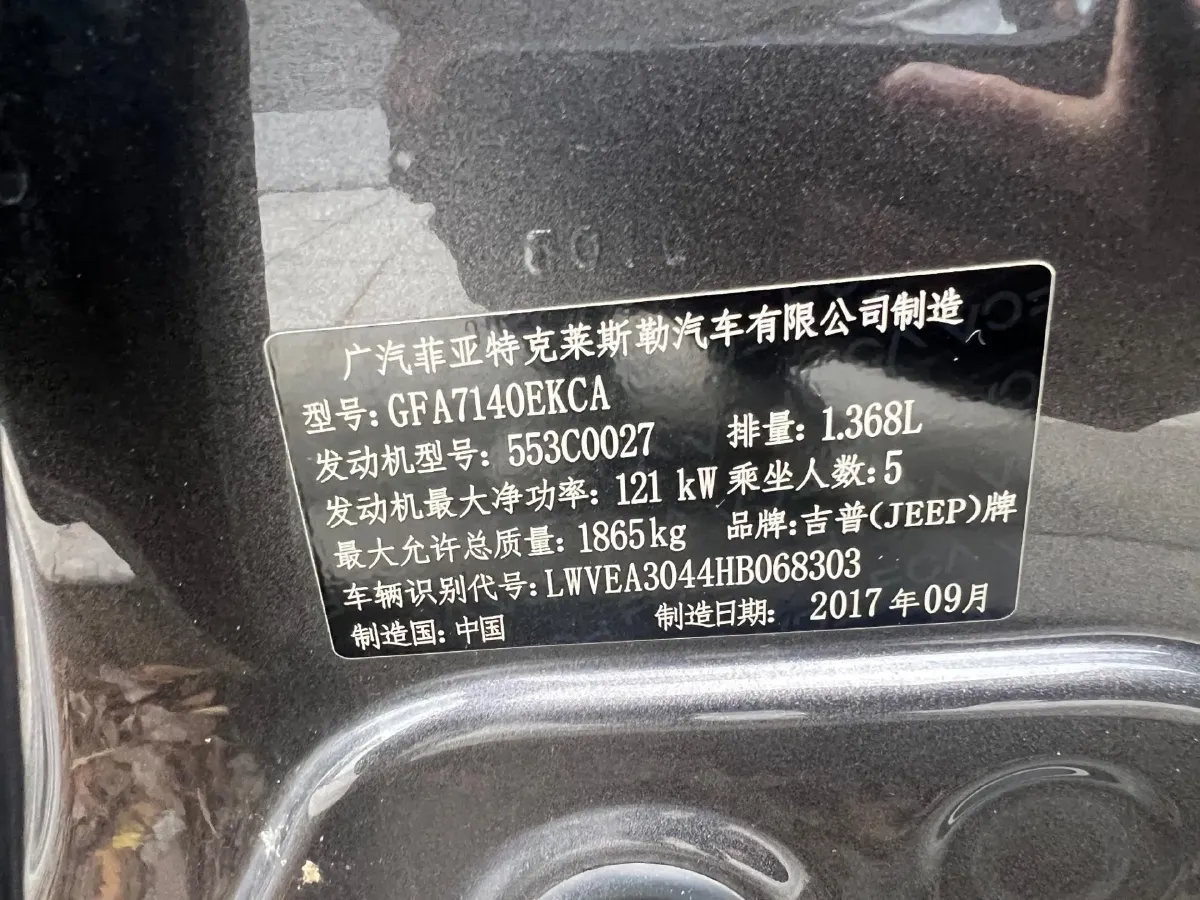 广汽菲亚特克莱斯勒汽车有限公司制造
型号: GFA7140EKCA
发动机型号: 553C0027 排量: 1.368L
发动机最大净功率: 121 kW 乘坐人数: 5
最大允许总质量: 1865kg 品牌: 吉普(JEEP)牌
车辆识别代号: LWVEA3044HB068303
制造国: 中国 制造日期: 2017年09月